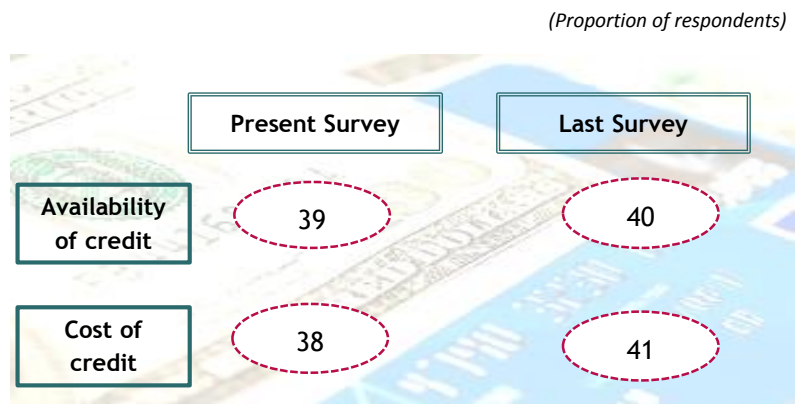 (Proportion of respondents)
Present Survey Last Survey
Availability
of credit
39 40
Cost of
credit
38 41